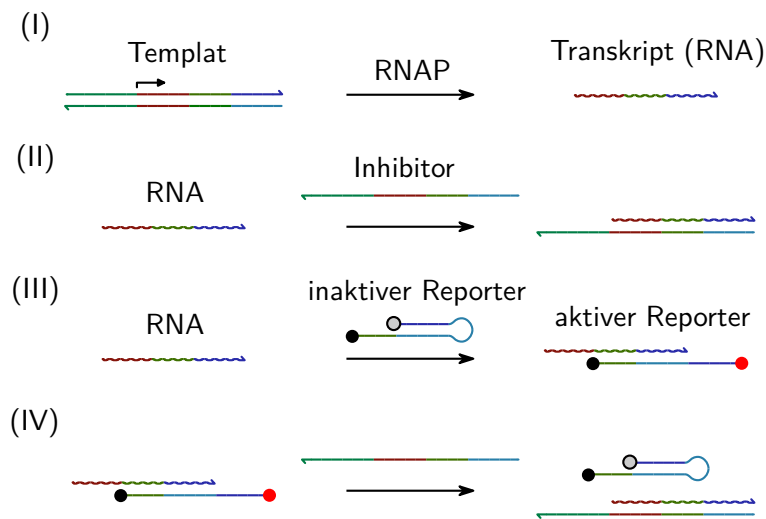 (I)
Templat
RNAP
Transkript (RNA)
(II)
RNA
Inhibitor
(III)
RNA
inaktiver Reporter
aktiver Reporter
(IV)